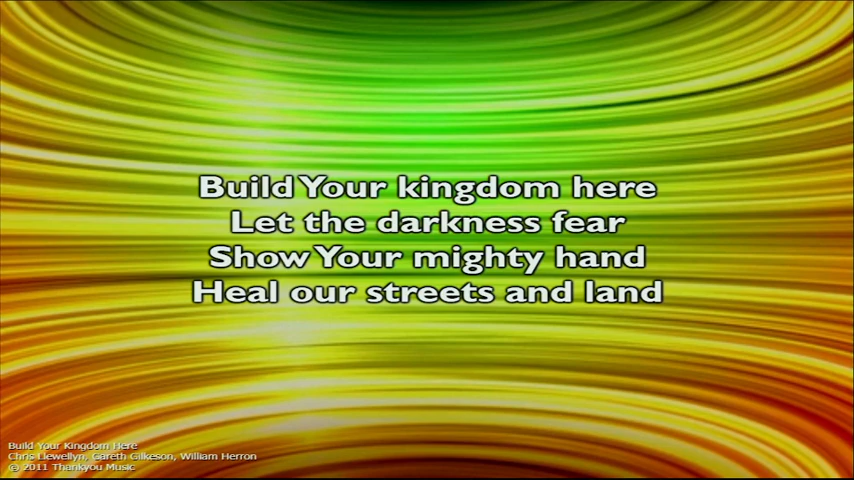 Build Your kingdom here
Let the darkness fear
Show Your mighty hand
Heal our streets and land
Build Your Kingdom Here
Chris Llewellyn, Gareth Gilkeson, William Herron
© 2011 Thankyou Music